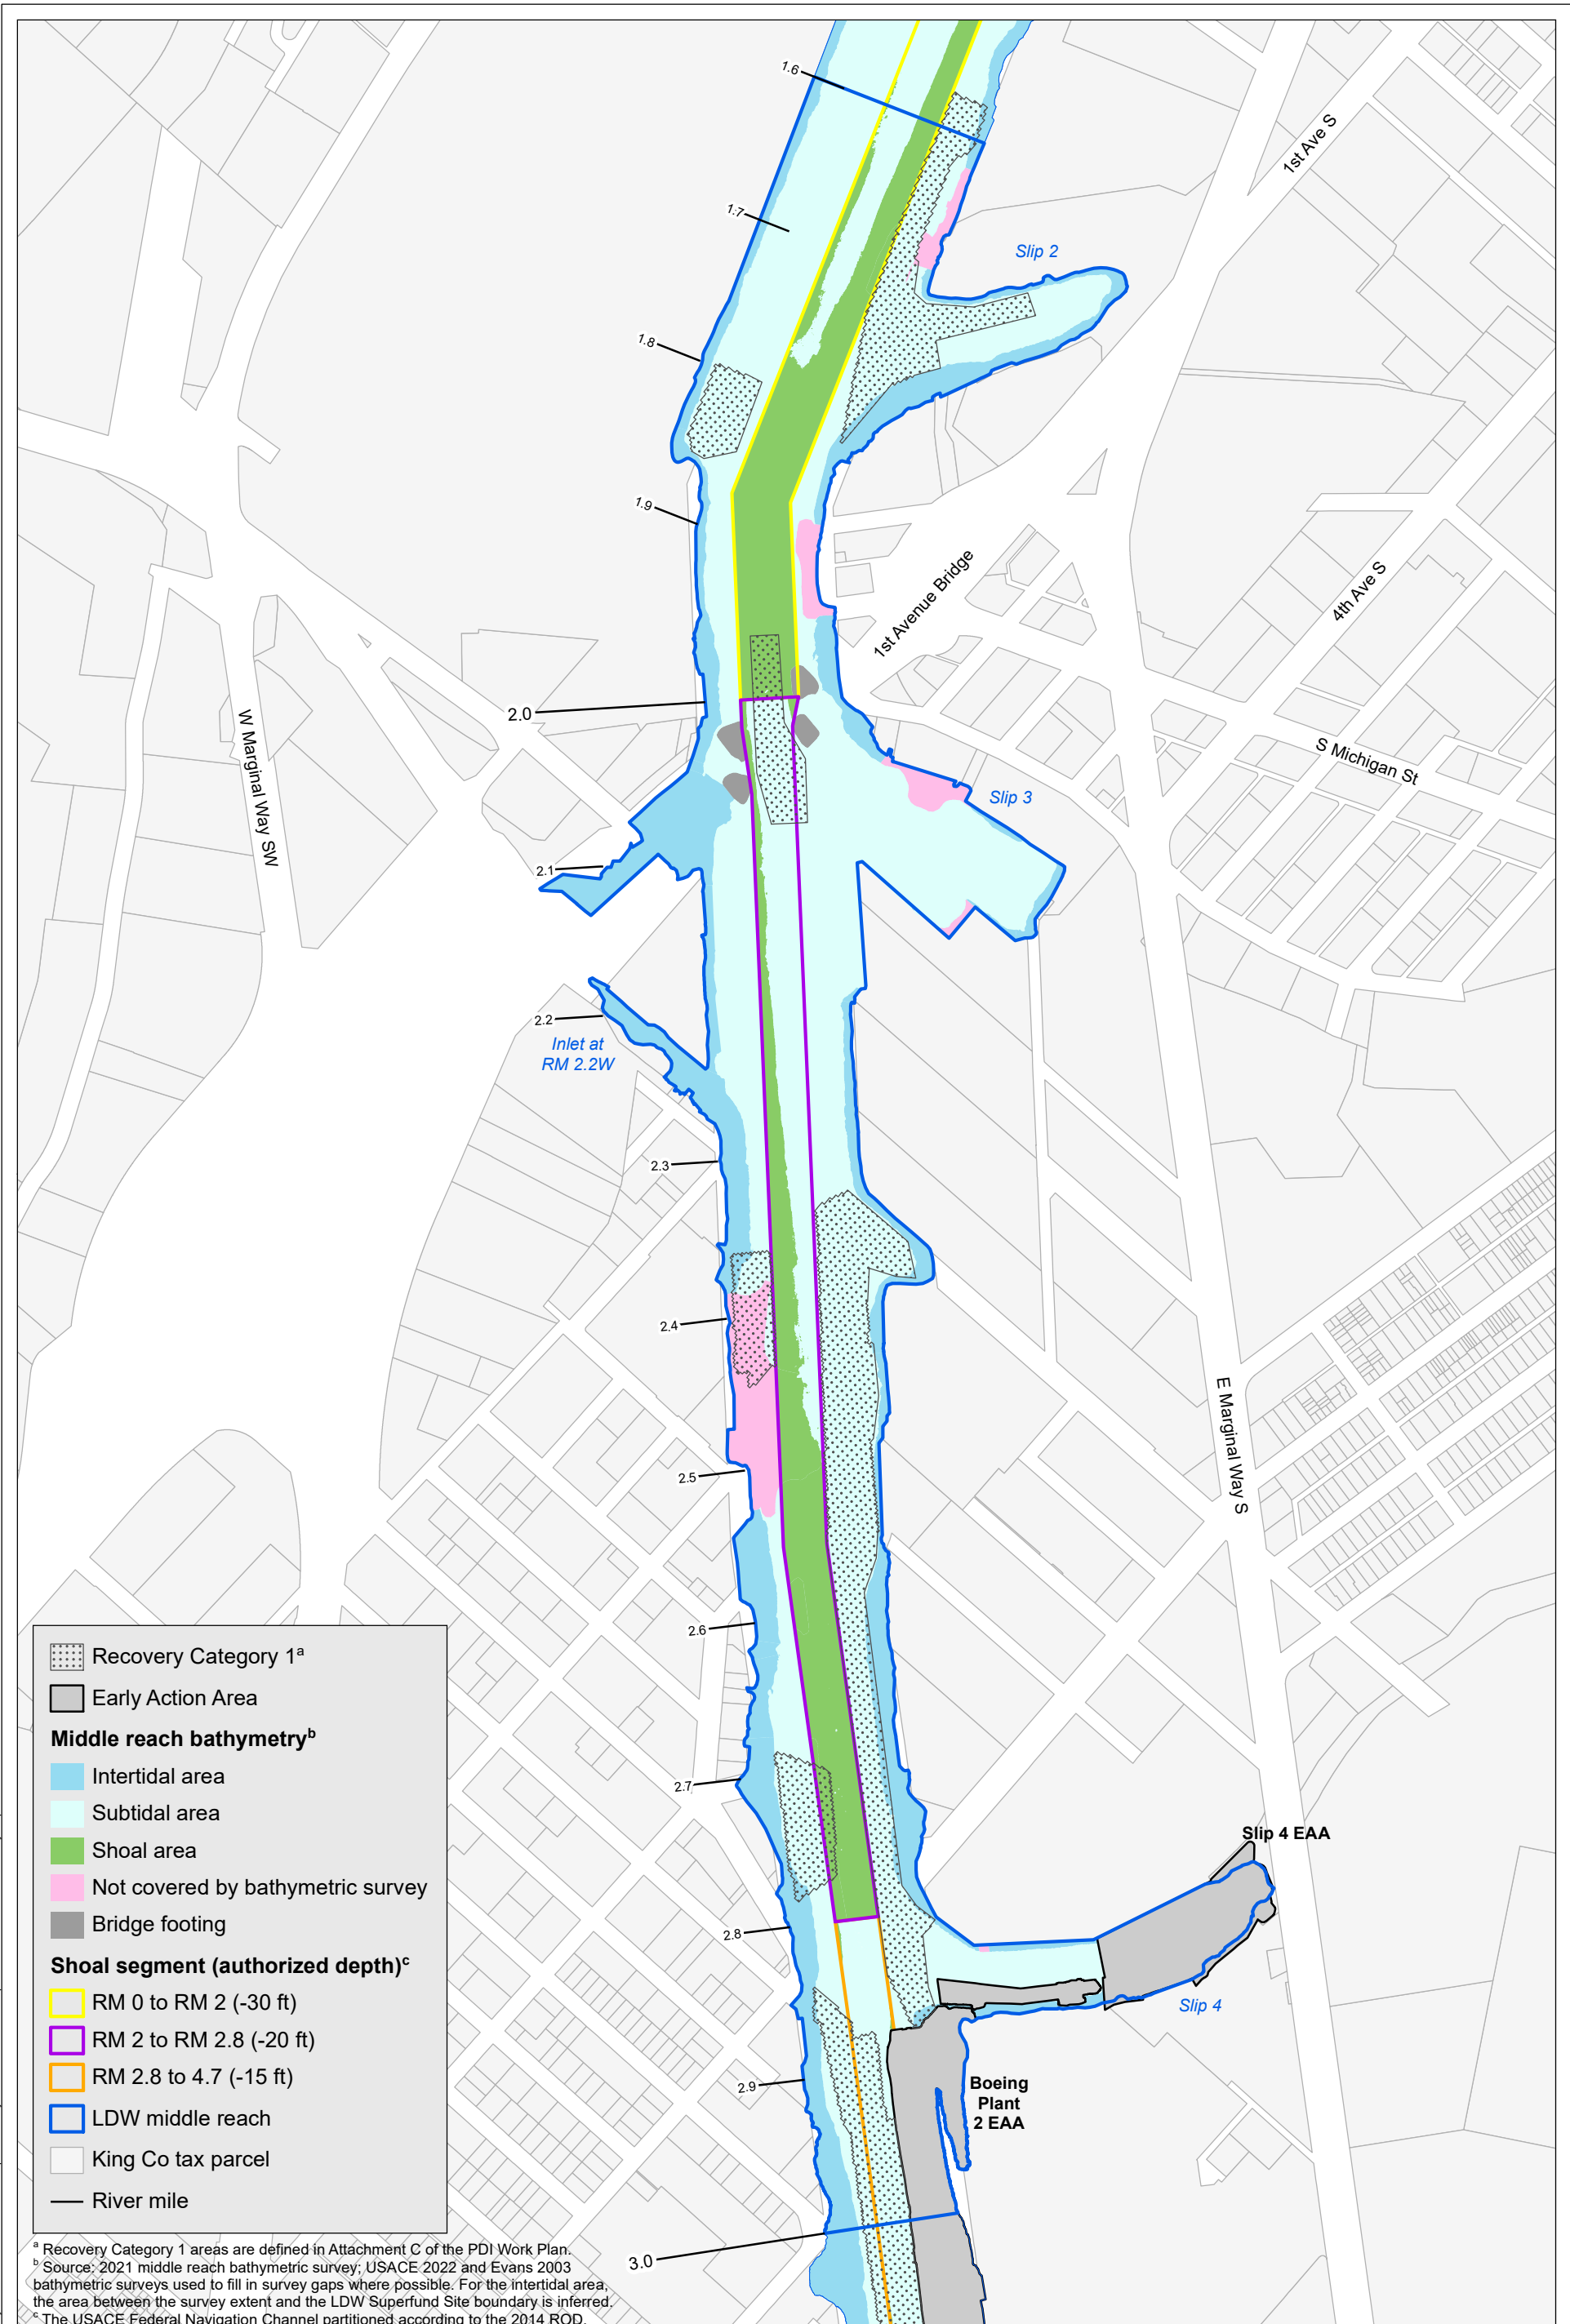 1.6
1st Ave S
1.7
Slip 2
1.8
1.9
1st Avenue Bridge
4th Ave S
2.0
W Marginal Way SW
S Michigan St
Slip 3
2.1
2.2
Inlet at
RM 2.2W
2.3
2.4
E Marginal Way S
2.5
2.6
2.7
Slip 4 EAA
2.8
Slip 4
2.9
Boeing
Plant
2 EAA
3.0
Recovery Category 1a
Early Action Area
Middle reach bathymetryb
Intertidal area
Subtidal area
Shoal area
Not covered by bathymetric survey
Bridge footing
Shoal segment (authorized depth)c
RM 0 to RM 2 (-30 ft)
RM 2 to RM 2.8 (-20 ft)
RM 2.8 to 4.7 (-15 ft)
LDW middle reach
King Co tax parcel
River mile
a Recovery Category 1 areas are defined in Attachment C of the PDI Work Plan.
b Source: 2021 middle reach bathymetric survey; USACE 2022 and Evans 2003
bathymetric surveys used to fill in survey gaps where possible. For the intertidal area,
the area between the survey extent and the LDW Superfund Site boundary is inferred.
c The USACE Federal Navigation Channel partitioned according to the 2014 ROD.